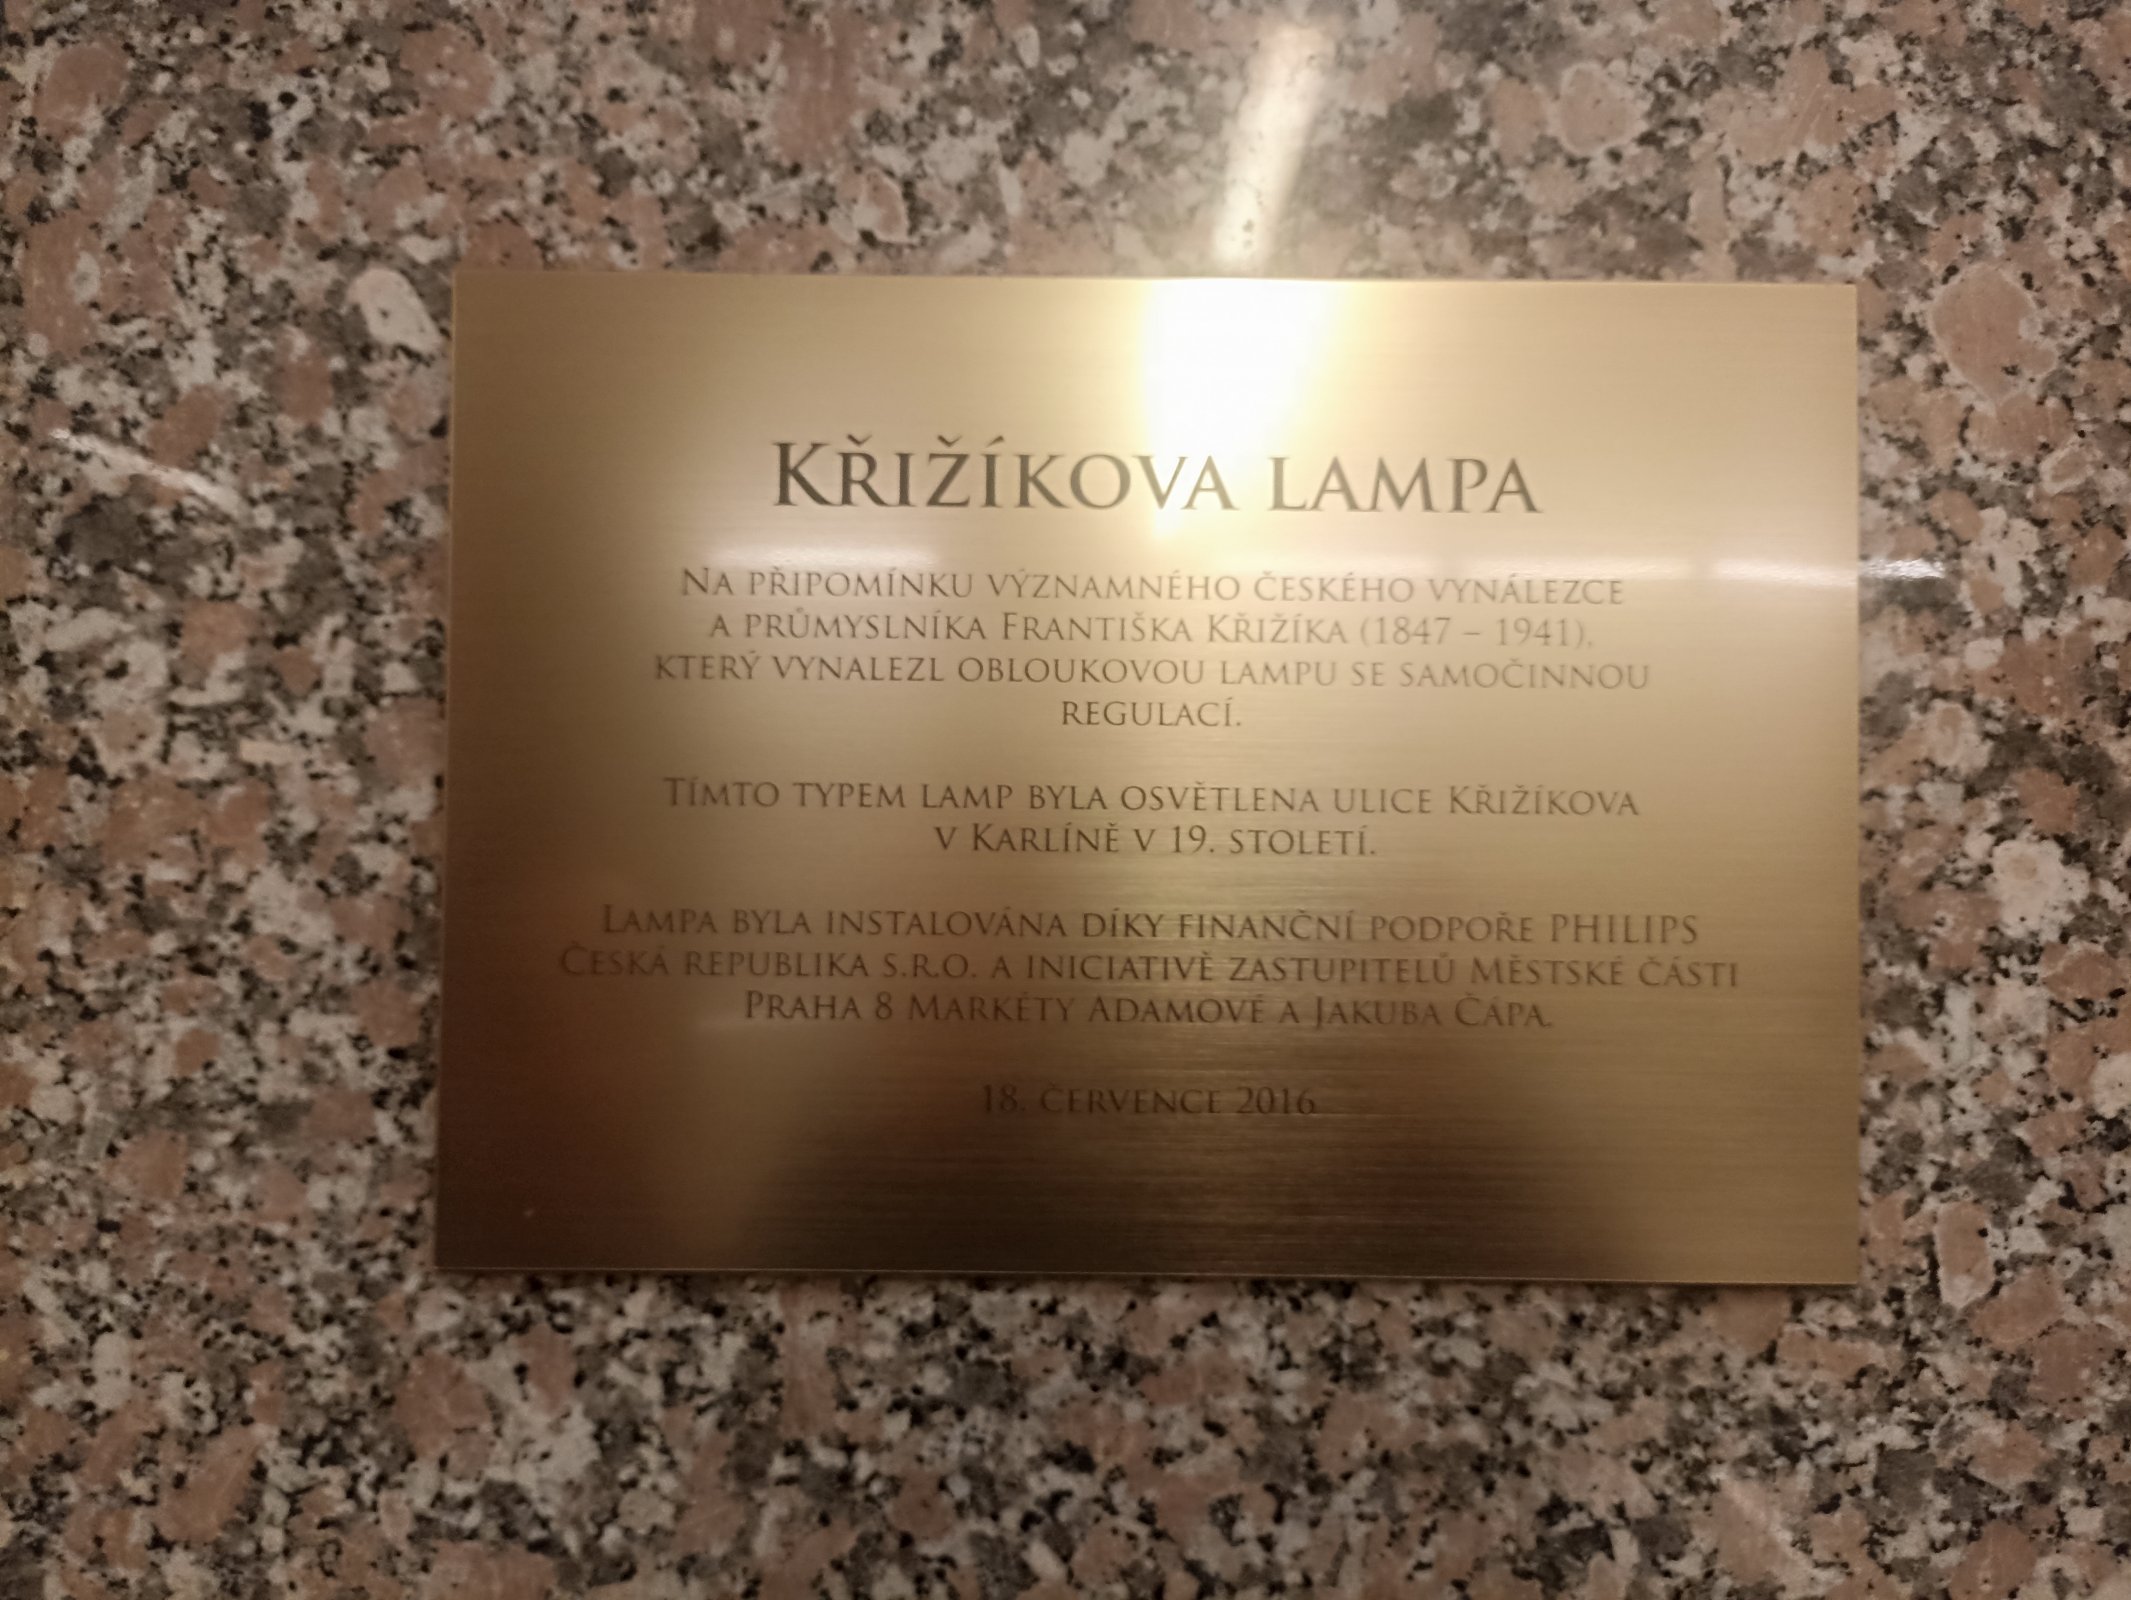 Křižíkova lampa
Na připomínku významného českého vynálezce
a průmyslníka Františka Křižíka (1847 – 1941),
který vynalezl obloukovou lampu se samočinnou
regulací.
Tímto typem lamp byla osvětlena ulice Křižíkova
v Karlíně v 19. století.
Lampa byla instalována díky finanční podpoře PHILIPS
Česká republika s.r.o. a iniciativě zastupitelů městské části
Praha 8 Markéty Adamové a Jakuba Čápa.
18. července 2016